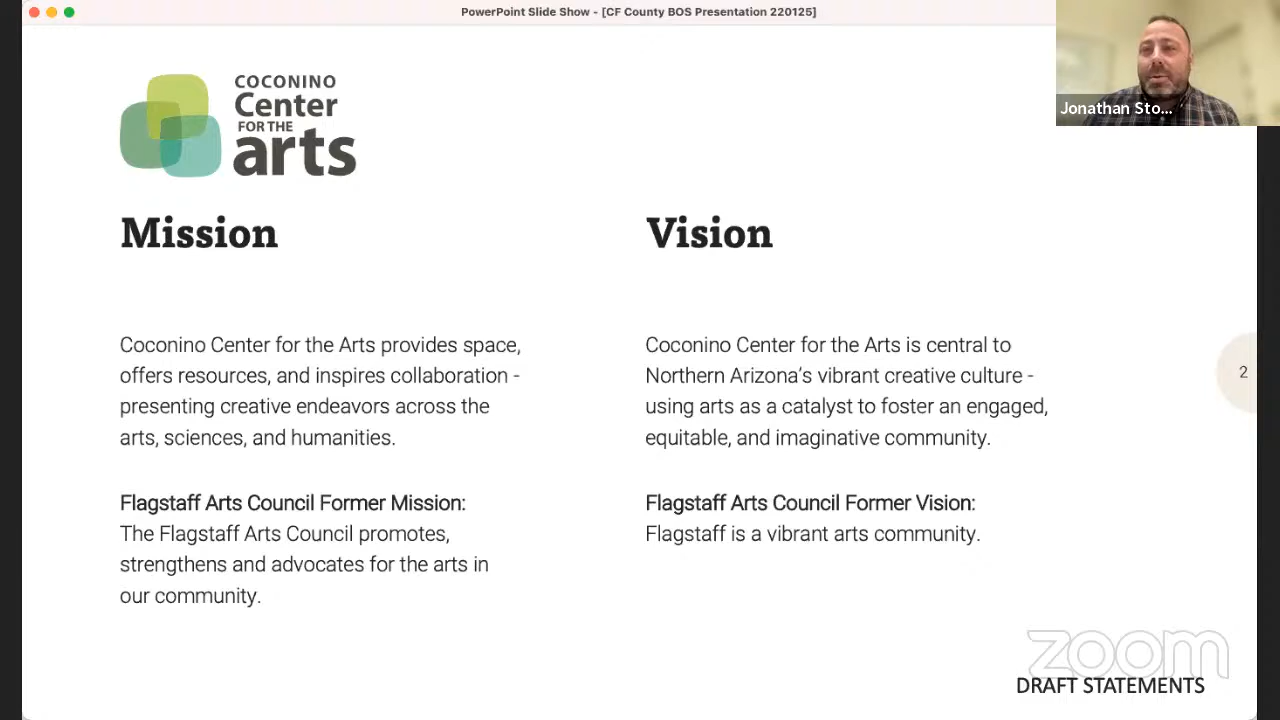 PowerPoint Slide Show - [CF County BOS Presentation 220125]
Jonathan Sto...
COCONINO
Center
FOR THE
arts
Mission
Coconino Center for the Arts provides space,
offers resources, and inspires collaboration -
presenting creative endeavors across the
arts, sciences, and humanities.
Flagstaff Arts Council Former Mission:
The Flagstaff Arts Council promotes,
strengthens and advocates for the arts in
our community.
Vision
Coconino Center for the Arts is central to
Northern Arizona’s vibrant creative culture -
using arts as a catalyst to foster an engaged,
equitable, and imaginative community.
Flagstaff Arts Council Former Vision:
Flagstaff is a vibrant arts community.
2
zoom
DRAFT STATEMENTS